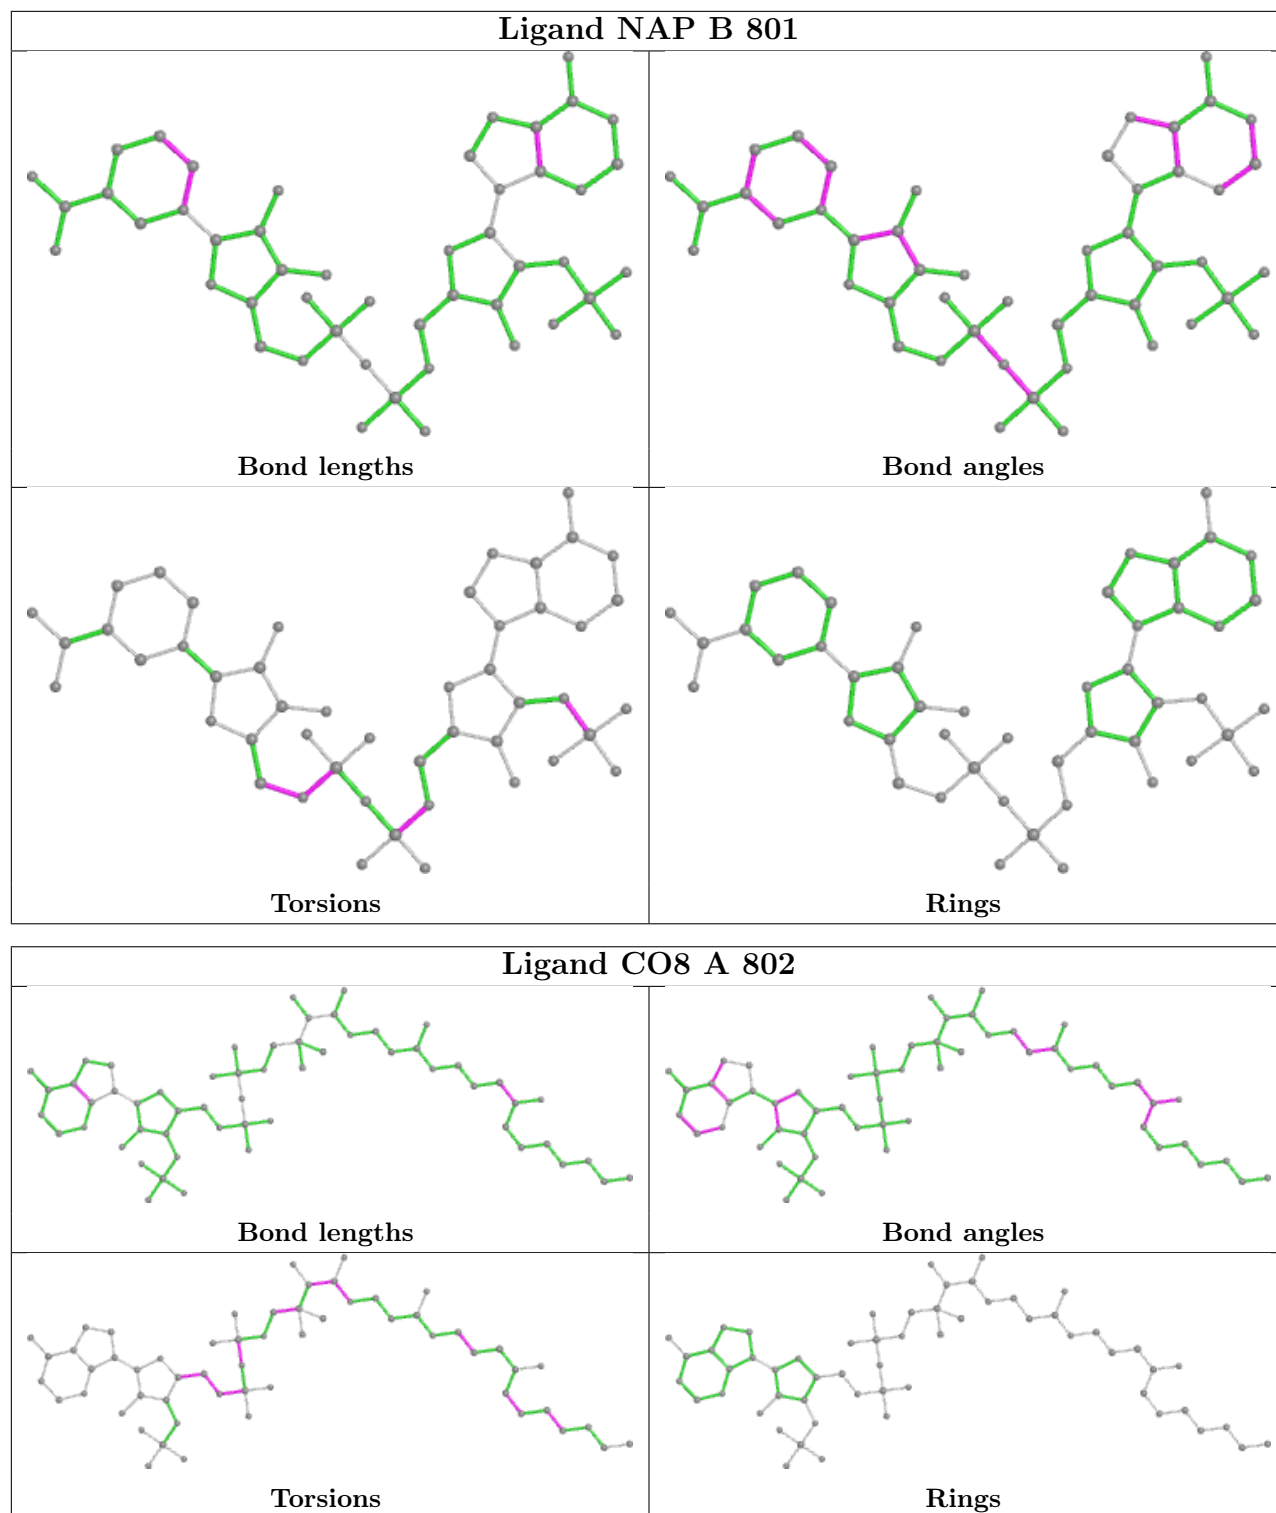 Ligand NAP B 801
Bond lengths
Bond angles
Torsions
Rings
Ligand CO8 A 802
Bond lengths
Bond angles
Torsions
Rings